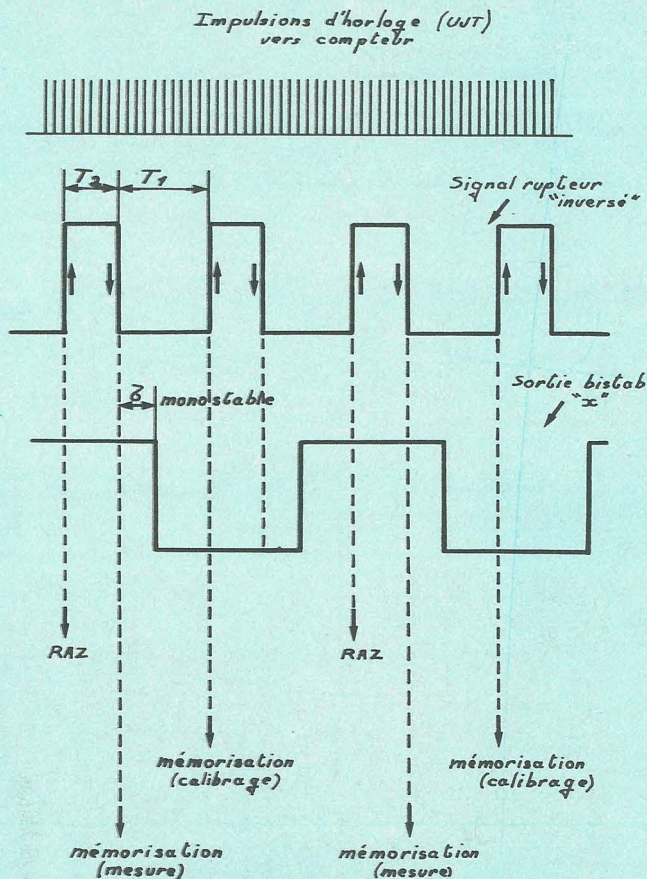 Impulsions d'horloge (UJT)
vers compteur
T2 T1
Signal rupteur
"inversé"
monostable
Sortie bistab
"x"
RAZ
RAZ
mémorisation
(calibrage)
mémorisation
(calibrage)
mémorisation
(mesure)
mémorisation
(mesure)